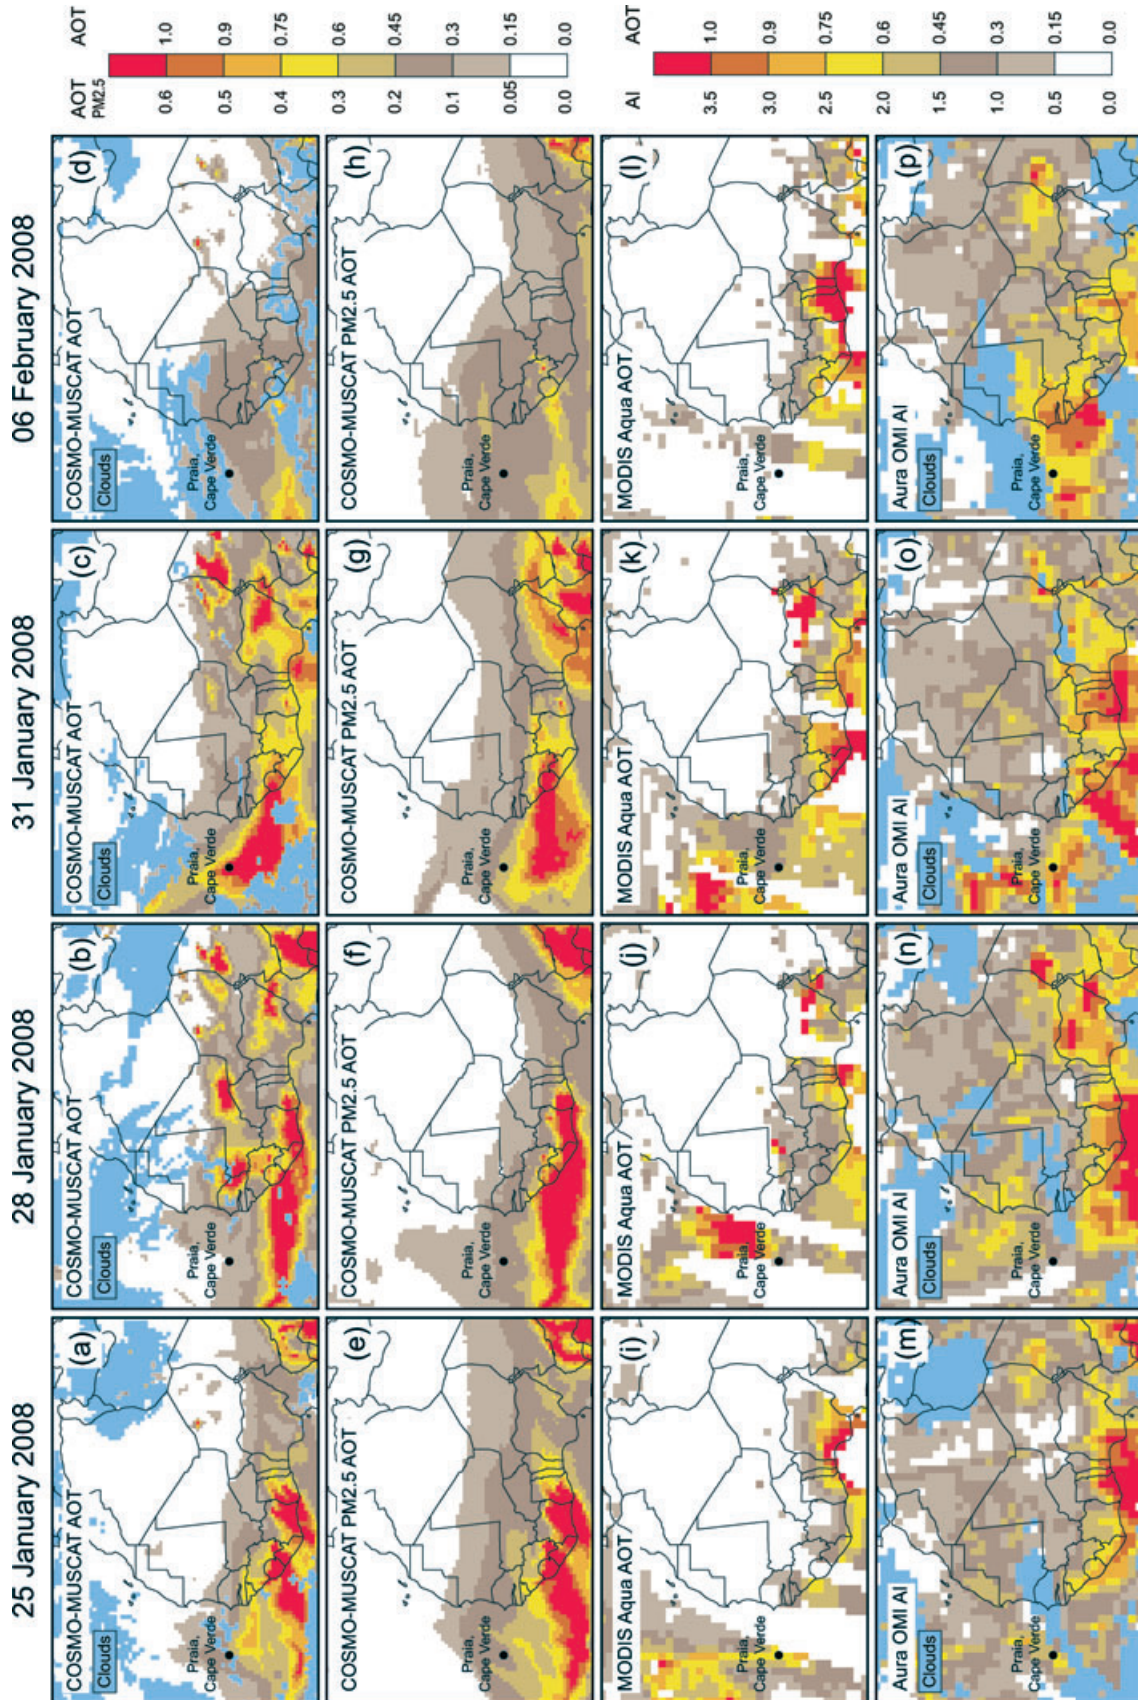 25 January 2008
28 January 2008
31 January 2008
06 February 2008
COSMO-MUSCAT AOT
(a)
Clouds
Praia,
Cape Verde
COSMO-MUSCAT AOT
(b)
Clouds
Praia,
Cape Verde
COSMO-MUSCAT AOT
(c)
Clouds
Praia,
Cape Verde
COSMO-MUSCAT AOT
(d)
Clouds
Praia,
Cape Verde
AOT
PM2.5
AOT
0.6
1.0
0.5
0.9
0.4
0.75
0.3
0.6
0.2
0.45
0.1
0.3
0.05
0.15
0.0
0.0
COSMO-MUSCAT PM2.5 AOT
(e)
Praia,
Cape Verde
COSMO-MUSCAT PM2.5 AOT
(f)
Praia,
Cape Verde
COSMO-MUSCAT PM2.5 AOT
(g)
Praia,
Cape Verde
COSMO-MUSCAT PM2.5 AOT
(h)
Praia,
Cape Verde
MODIS Aqua AOT
(i)
Praia,
Cape Verde
MODIS Aqua AOT
(j)
Praia,
Cape Verde
MODIS Aqua AOT
(k)
Praia,
Cape Verde
MODIS Aqua AOT
(l)
Praia,
Cape Verde
AI
AOT
3.5
1.0
3.0
0.9
2.5
0.75
2.0
0.6
1.5
0.45
1.0
0.3
0.5
0.15
0.0
0.0
Aura OMI AI
(m)
Clouds
Praia,
Cape Verde
Aura OMI AI
(n)
Clouds
Praia,
Cape Verde
Aura OMI AI
(o)
Clouds
Praia,
Cape Verde
Aura OMI AI
(p)
Clouds
Praia,
Cape Verde